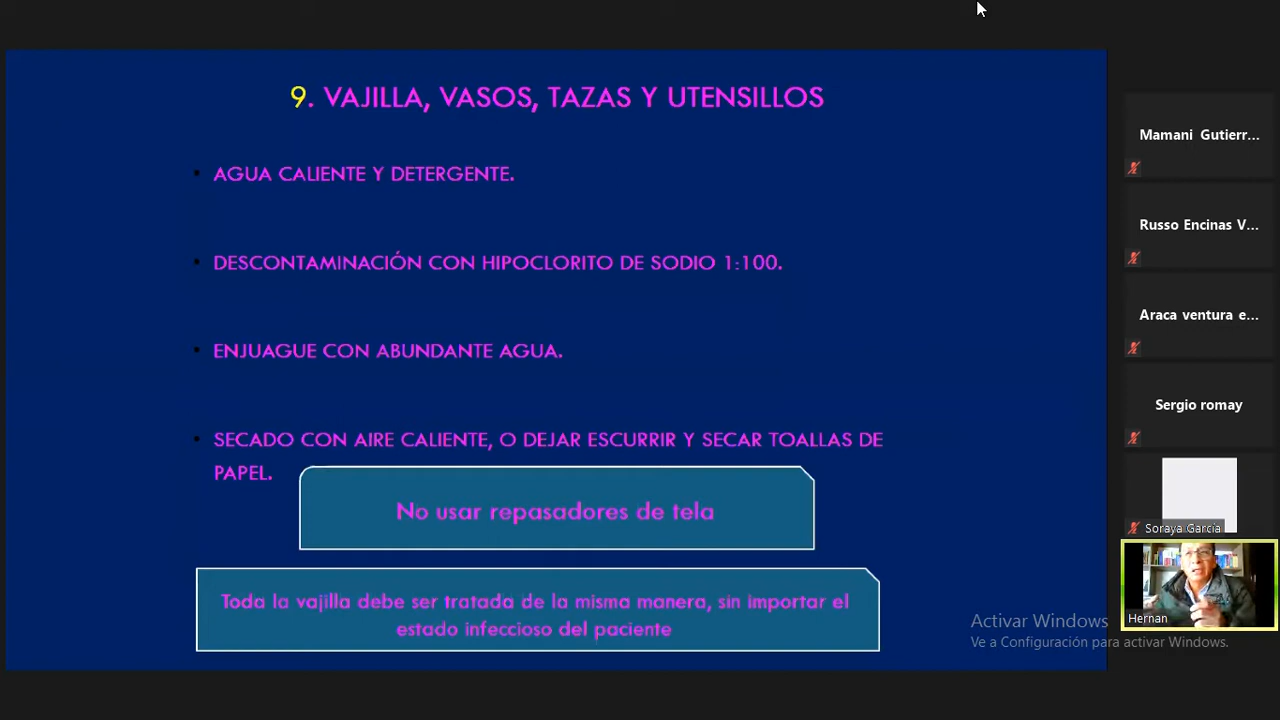 9. VAJILLA, VASOS, TAZAS Y UTENSILLOS
• AGUA CALIENTE Y DETERGENTE.
• DESCONTAMINACIÓN CON HIPOCLORITO DE SODIO 1:100.
• ENJUAGUE CON ABUNDANTE AGUA.
• SECADO CON AIRE CALIENTE, O DEJAR ESCURRIR Y SECAR TOALLAS DE
PAPEL.
No usar repasadores de tela
Toda la vajilla debe ser tratada de la misma manera, sin importar el
estado infeccioso del paciente
Mamani Gutierr...
Russo Encinas V...
Araca ventura e...
Sergio romay
Soraya Garcia
Hernan
Activar Windows
Ve a Configuración para activar Windows.